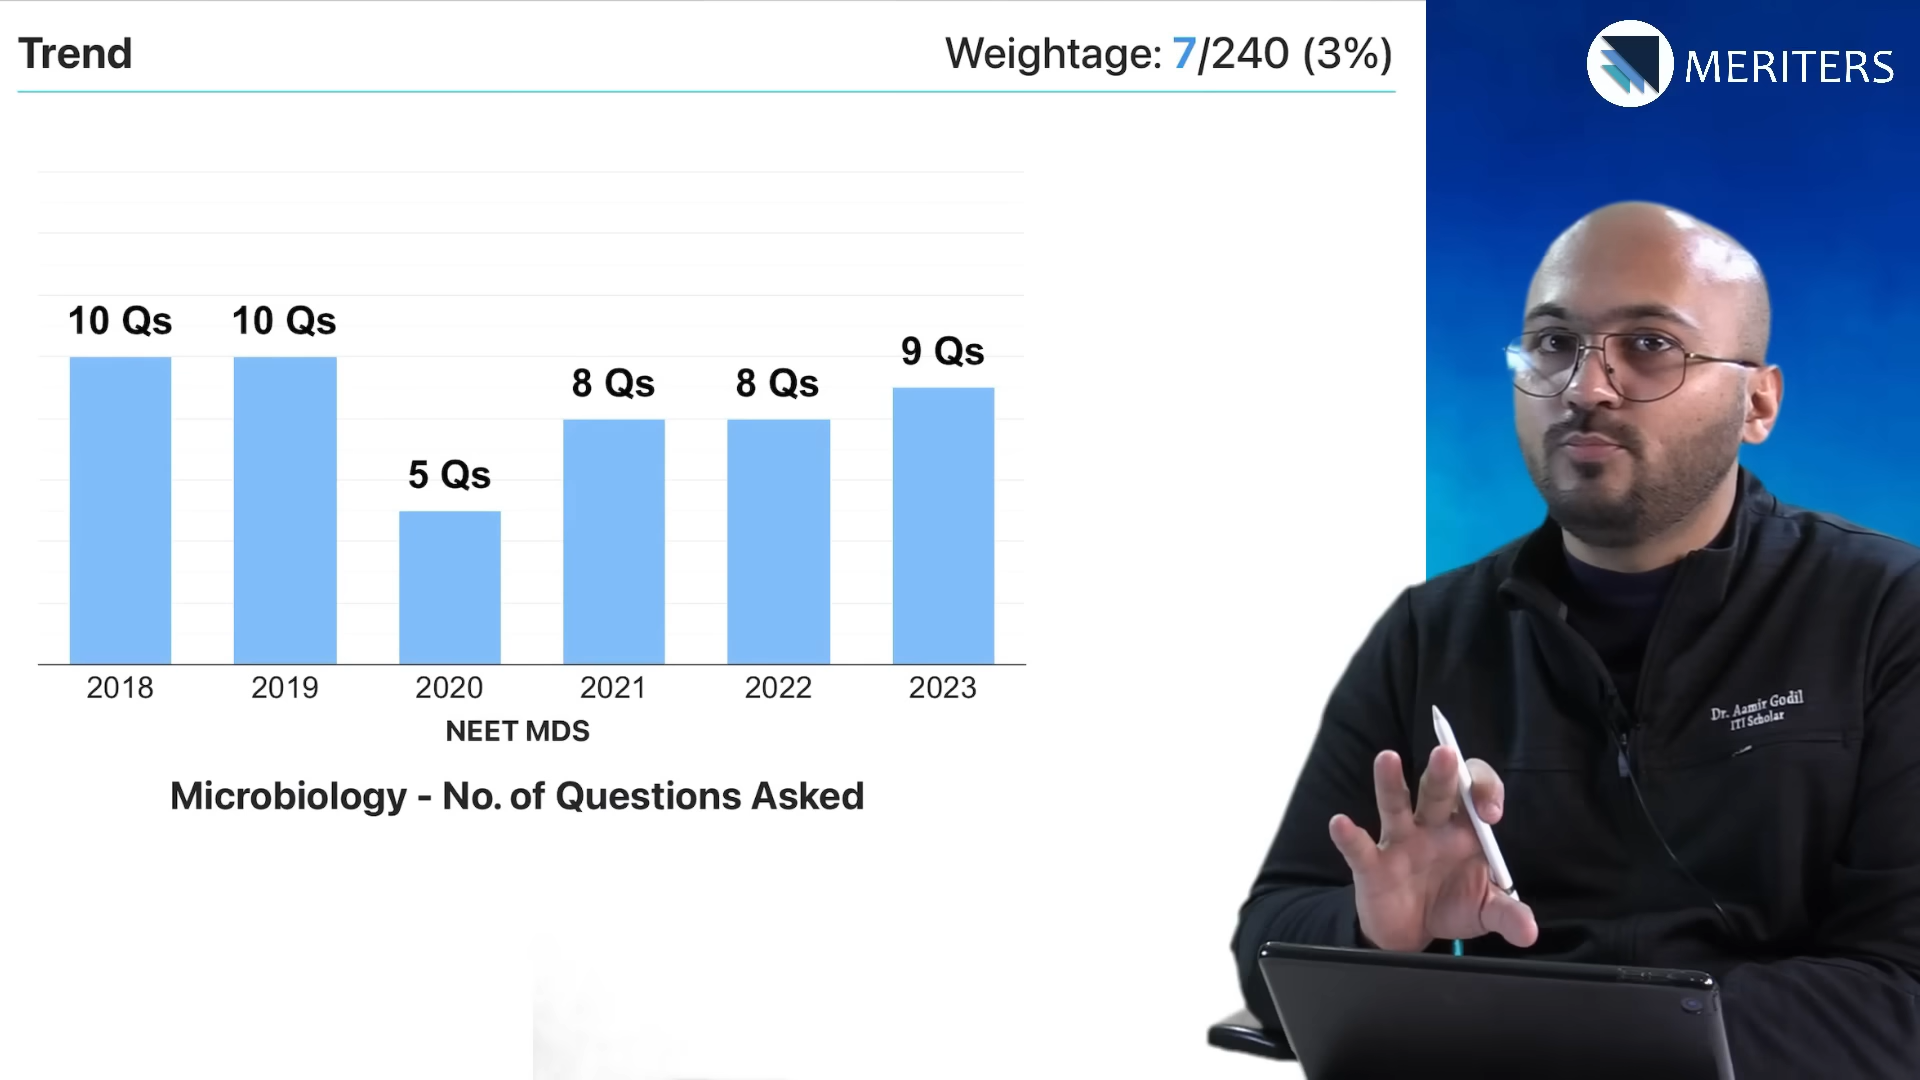 Trend
Weightage: 7/240 (3%)
MERITERS
10 Qs
10 Qs
5 Qs
8 Qs
8 Qs
9 Qs
2018
2019
2020
2021
2022
2023
NEET MDS
Microbiology - No. of Questions Asked
Dr. Aamir Godil
ITI Scholar